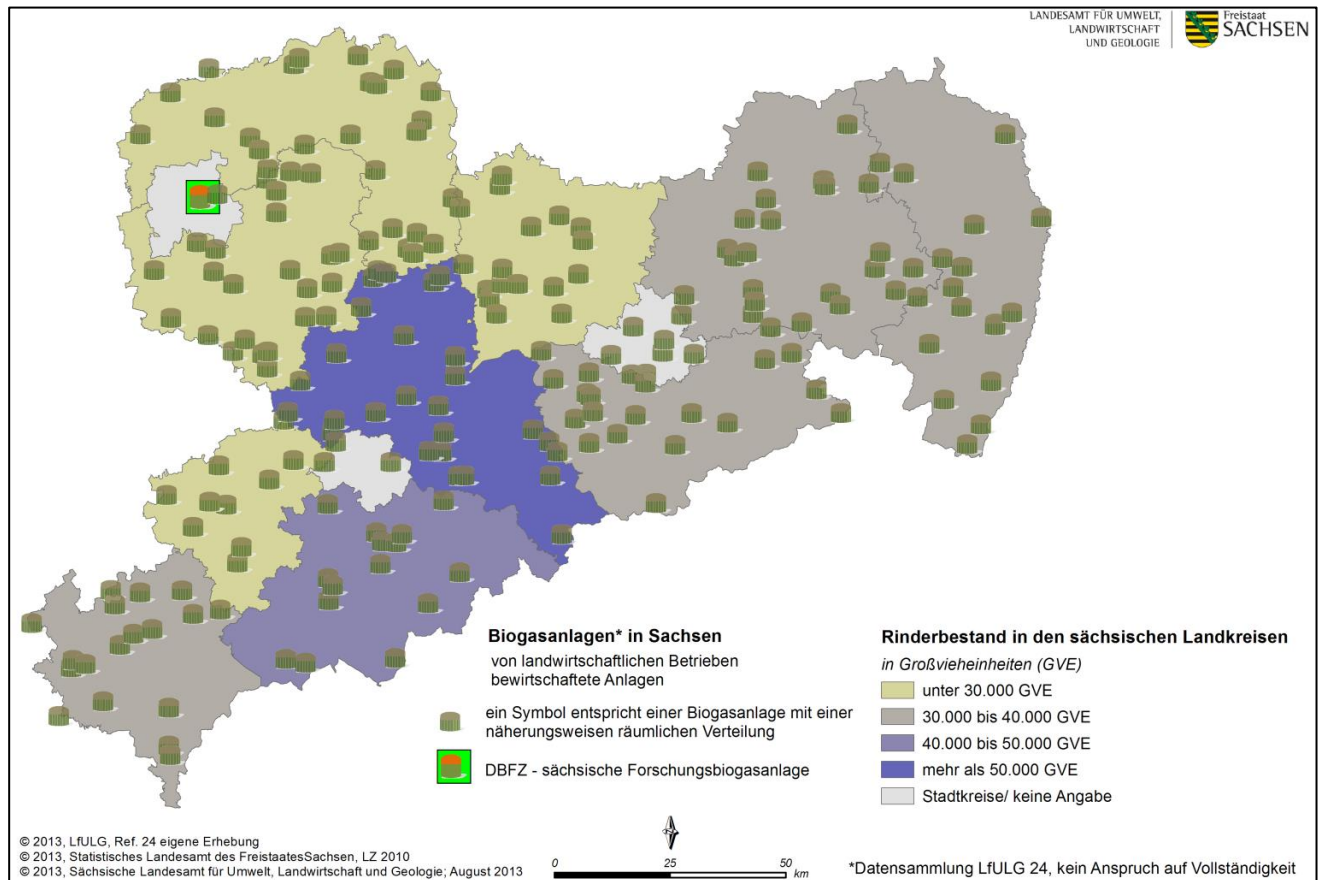 LANDESAMT FÜR UMWELT,
LANDWIRTSCHAFT
UND GEOLOGIE
Freistaat
SACHSEN
Biogasanlagen* in Sachsen
von landwirtschaftlichen Betrieben
bewirtschaftete Anlagen
ein Symbol entspricht einer Biogasanlage mit einer
näherungsweisen räumlichen Verteilung
DBFZ - sächsische Forschungsbiogasanlage
Rinderbestand in den sächsischen Landkreisen
in Großvieheinheiten (GVE)
unter 30.000 GVE
30.000 bis 40.000 GVE
40.000 bis 50.000 GVE
mehr als 50.000 GVE
Stadtkreise/ keine Angabe
© 2013, LfULG, Ref. 24 eigene Erhebung
© 2013, Statistisches Landesamt des FreistaatesSachsen, LZ 2010
© 2013, Sächsische Landesamt für Umwelt, Landwirtschaft und Geologie; August 2013
0 25 50
km
*Datensammlung LfULG 24, kein Anspruch auf Vollständigkeit